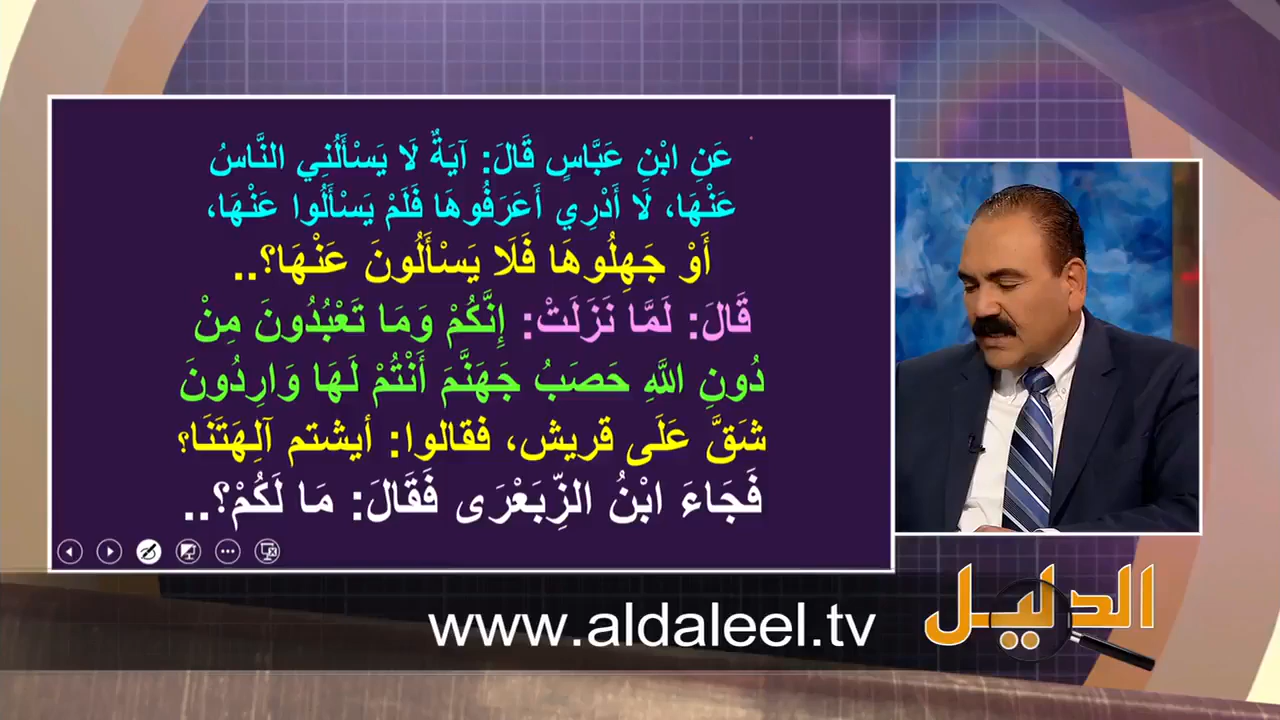 عَنِ ابْنِ عَبَّاسٍ قَالَ: آيَةٌ لَا يَسْأَلُنِي النَّاسُ
عَنْهَا، لَا أَدْرِي أَعَرَفُوهَا فَلَمْ يَسْأَلُوا عَنْهَا،
أَوْ جَهِلُوهَا فَلَا يَسْأَلُونَ عَنْهَا؟..
قَالَ: لَمَّا نَزَلَتْ: إِنَّكُمْ وَمَا تَعْبُدُونَ مِنْ
دُونِ اللَّهِ حَصَبُ جَهَنَّمَ أَنْتُمْ لَهَا وَارِدُونَ
شَقَّ عَلَى قريش، فقالوا: أيشتم آلِهَتَنَا؟
فَجَاءَ ابْنُ الزِّبَعْرَى فَقَالَ: مَا لَكُمْ؟..
www.aldaleel.tv
الدليل